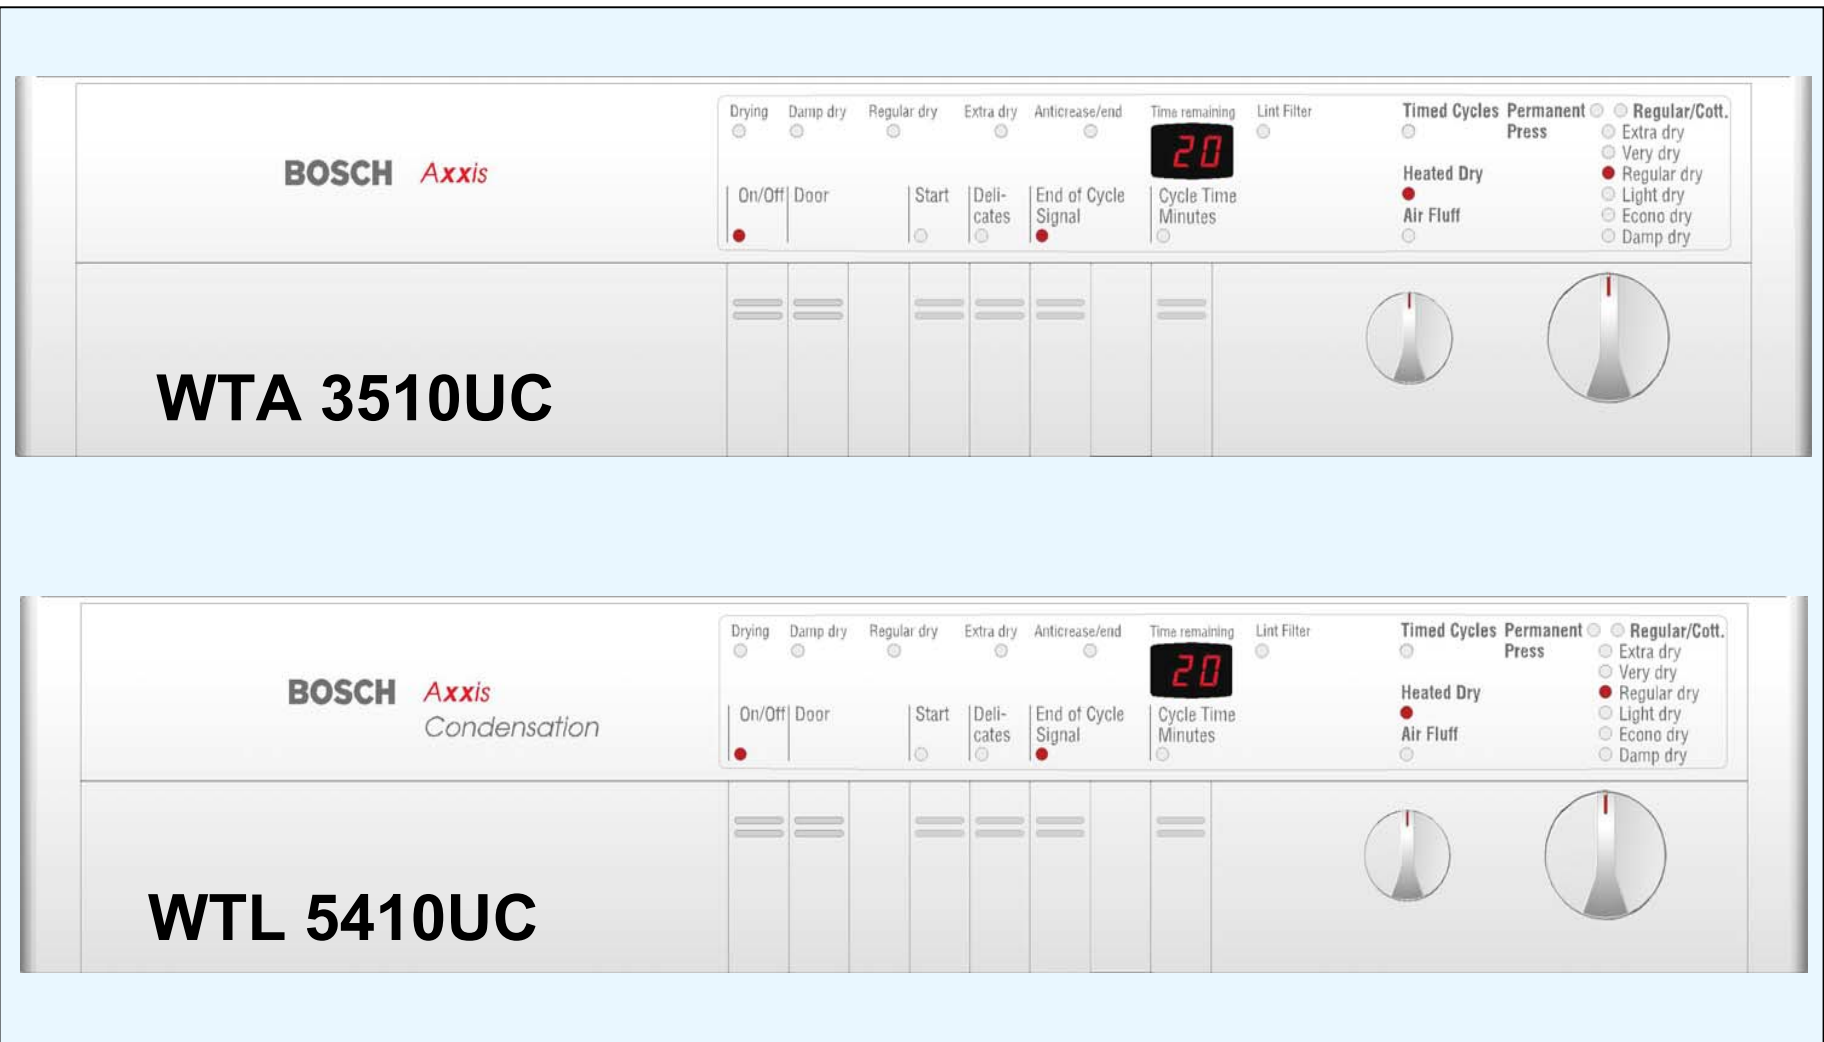 Drying Damp dry Regular dry Extra dry Anticrease/end Time remaining Lint Filter Timed Cycles Permanent Press Regular/Cott.
20
Extra dry
Very dry
Heated Dry Regular dry
Light dry
Air Fluff Econo dry
Damp dry
BOSCH Axxis
On/Off Door Start Deli-cates End of Cycle Signal Cycle Time Minutes
WTA 3510UC
Drying Damp dry Regular dry Extra dry Anticrease/end Time remaining Lint Filter Timed Cycles Permanent Press Regular/Cott.
20
Extra dry
Very dry
Heated Dry Regular dry
Light dry
Air Fluff Econo dry
Damp dry
BOSCH Axxis
Condensation
On/Off Door Start Deli-cates End of Cycle Signal Cycle Time Minutes
WTL 5410UC